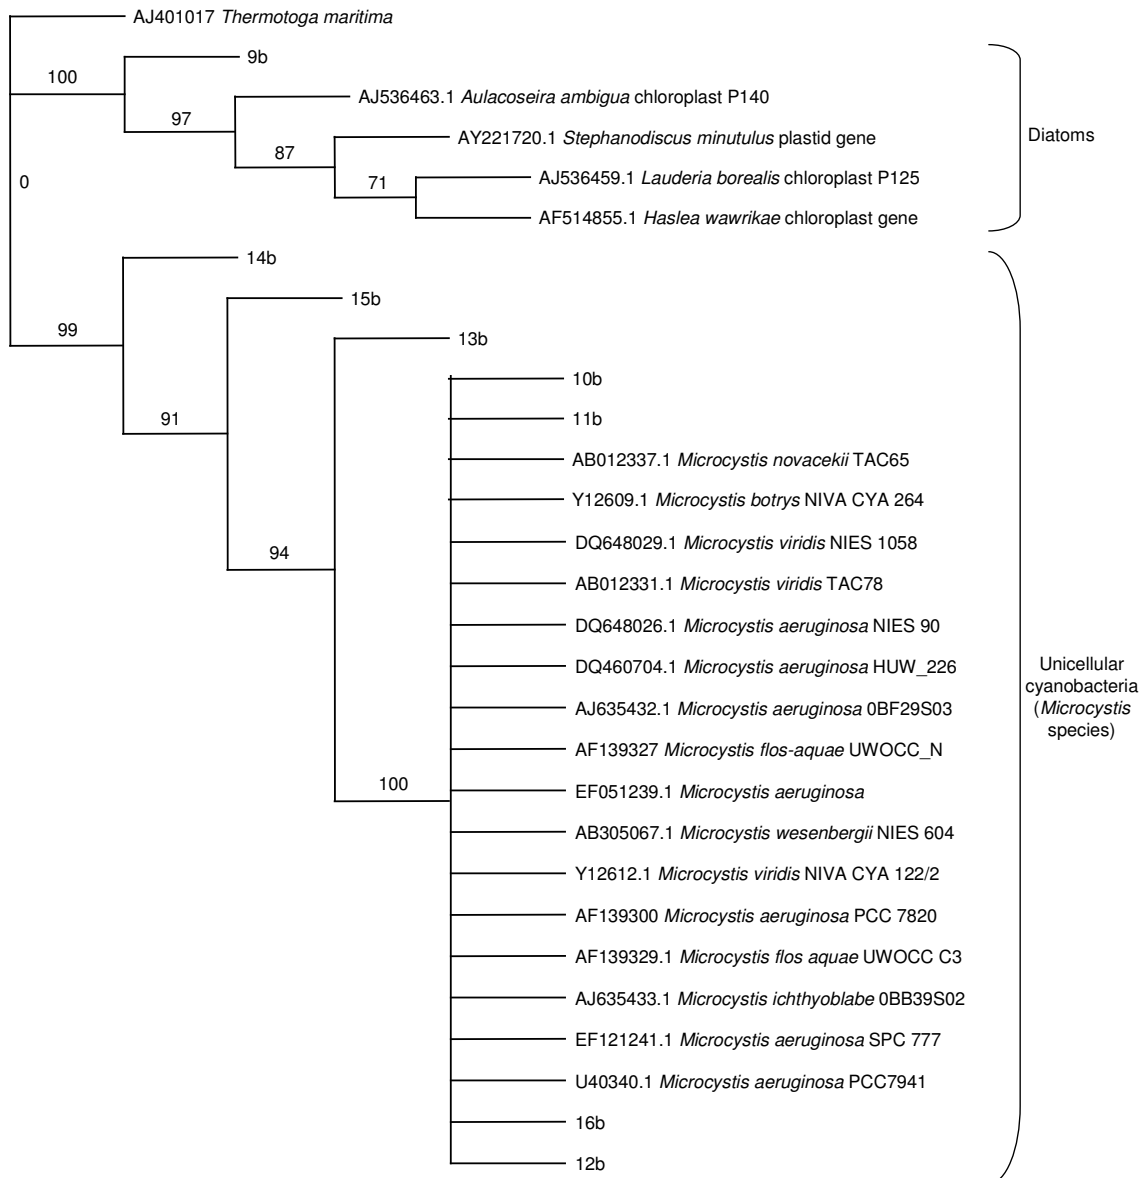 AJ401017 Thermotoga maritima
9b
100
AJ536463.1 Aulacoseira ambigua chloroplast P140
97
AY221720.1 Stephanodiscus minutulus plastid gene
Diatoms
87
AJ536459.1 Lauderia borealis chloroplast P125
71
0
AF514855.1 Haslea wawrikae chloroplast gene
14b
15b
99
13b
10b
91
11b
AB012337.1 Microcystis novacekii TAC65
Y12609.1 Microcystis botrys NIVA CYA 264
DQ648029.1 Microcystis viridis NIES 1058
94
AB012331.1 Microcystis viridis TAC78
DQ648026.1 Microcystis aeruginosa NIES 90
DQ460704.1 Microcystis aeruginosa HUW_226
Unicellular
cyanobacteria
(Microcystis
species)
AJ635432.1 Microcystis aeruginosa 0BF29S03
AF139327 Microcystis flos-aquae UWOCC_N
100
EF051239.1 Microcystis aeruginosa
AB305067.1 Microcystis wesenbergii NIES 604
Y12612.1 Microcystis viridis NIVA CYA 122/2
AF139300 Microcystis aeruginosa PCC 7820
AF139329.1 Microcystis flos aquae UWOCC C3
AJ635433.1 Microcystis ichthyoblabe 0BB39S02
EF121241.1 Microcystis aeruginosa SPC 777
U40340.1 Microcystis aeruginosa PCC7941
16b
12b